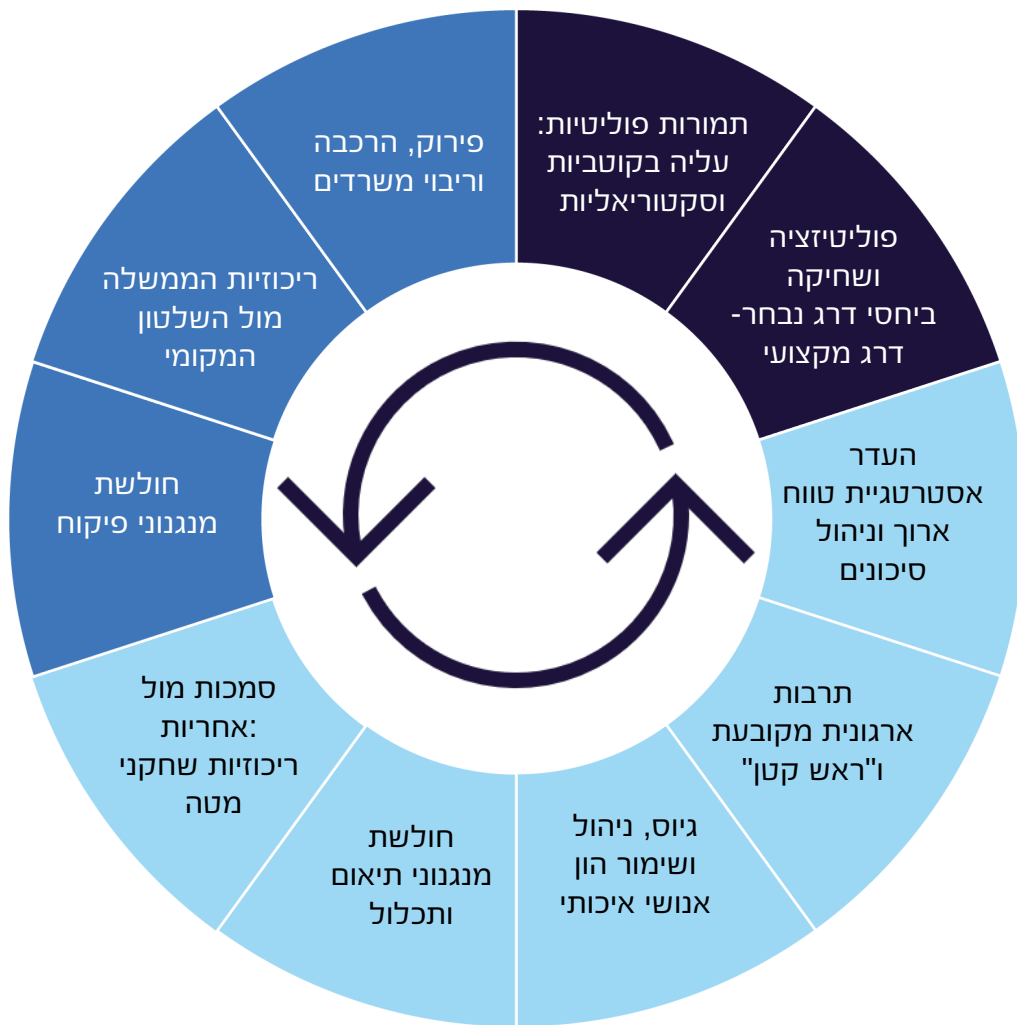 תמורות פוליטיות:
עליה בקוטביות
וסקטוריאליות
פוליטיזציה
ושחיקה
ביחסי דרג נבחר-
דרג מקצועי
העדר
אסטרטגיית טווח
ארוך וניהול
סיכונים
תרבות
ארגונית מקובעת
ו"ראש קטן"
גיוס, ניהול
ושימור הון
אנושי איכותי
חולשת
מנגנוני תיאום
ותכלול
סמכות מול
אחריות:
ריכוזיות שחקני
מטה
חולשת
מנגנוני פיקוח
ריכוזיות הממשלה
מול השלטון
המקומי
פירוק, הרכבה
וריבוי משרדים